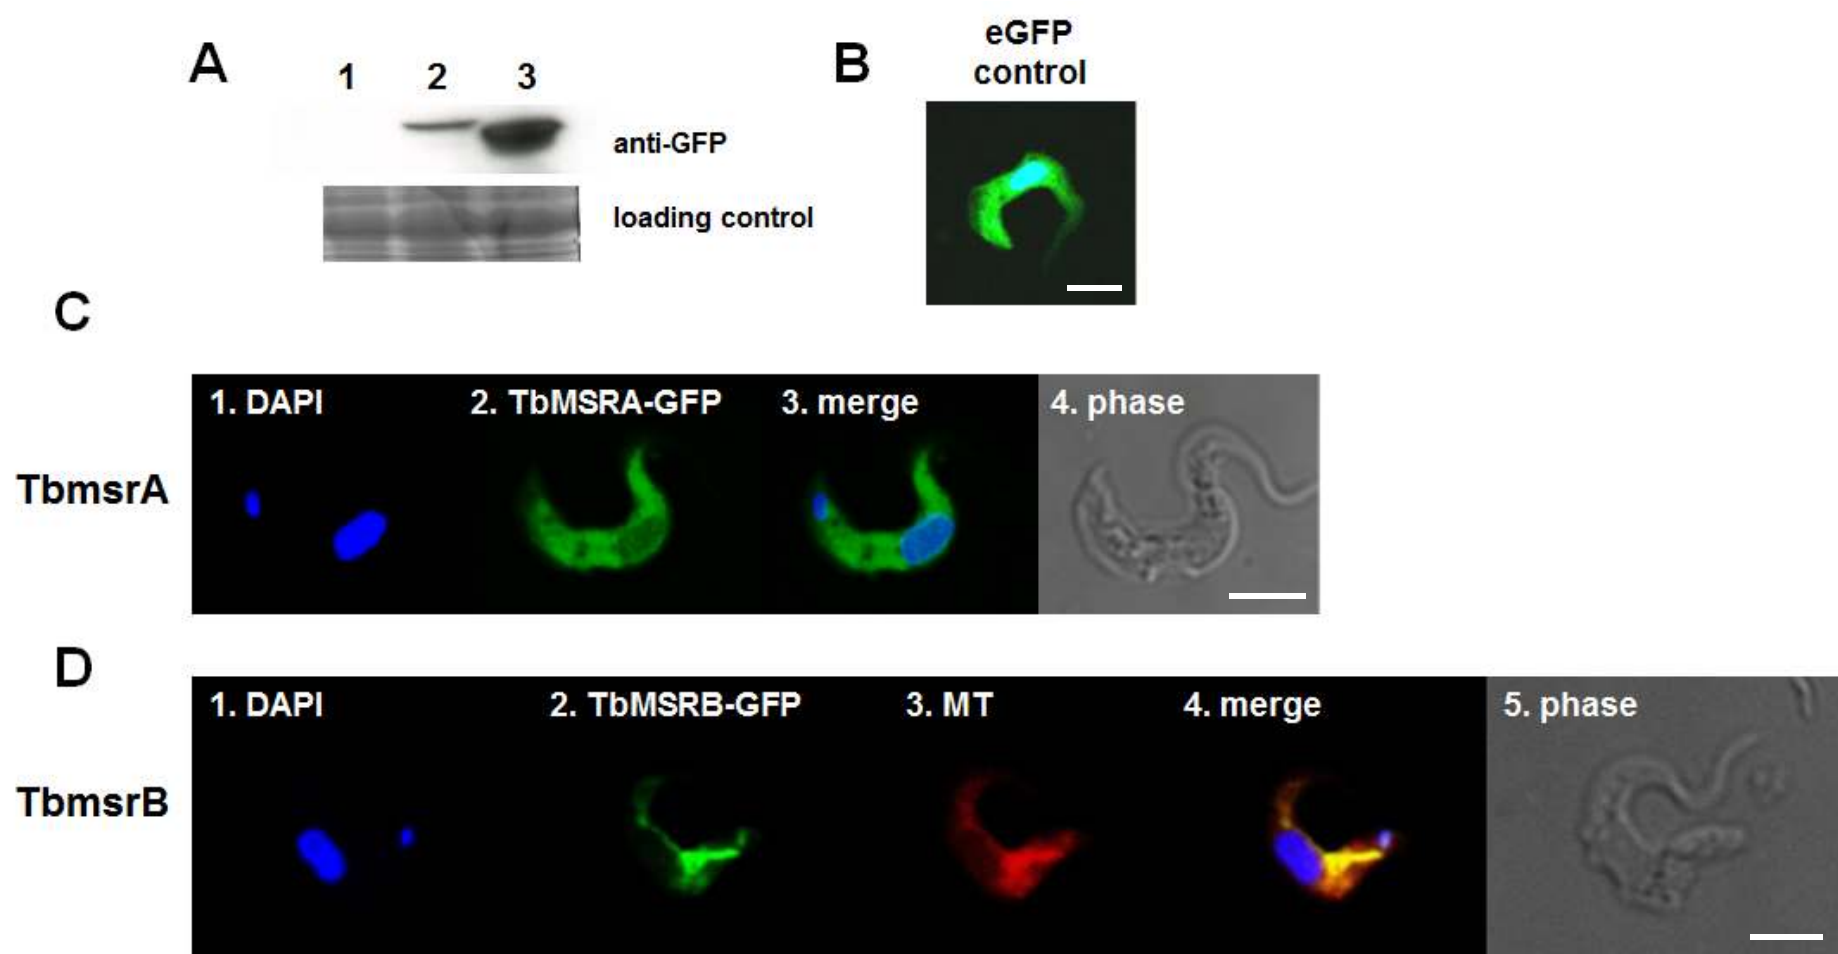 A
1 2 3
anti-GFP
loading control
B
eGFP
control
C
TbmsrA
1. DAPI
2. TbMSRA-GFP
3. merge
4. phase
D
TbmsrB
1. DAPI
2. TbMSRB-GFP
3. MT
4. merge
5. phase